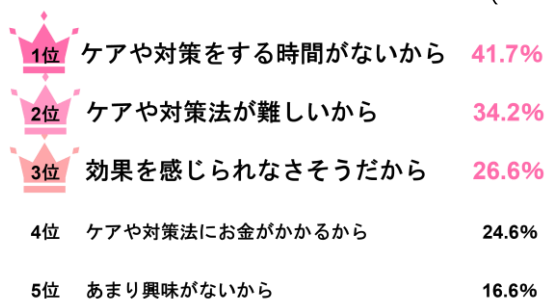 1位 ケアや対策をする時間がないから 41.7%
2位 ケアや対策法が難しいから 34.2%
3位 効果を感じられなさそうだから 26.6%
4位 ケアや対策法にお金がかかるから 24.6%
5位 あまり興味がないから 16.6%